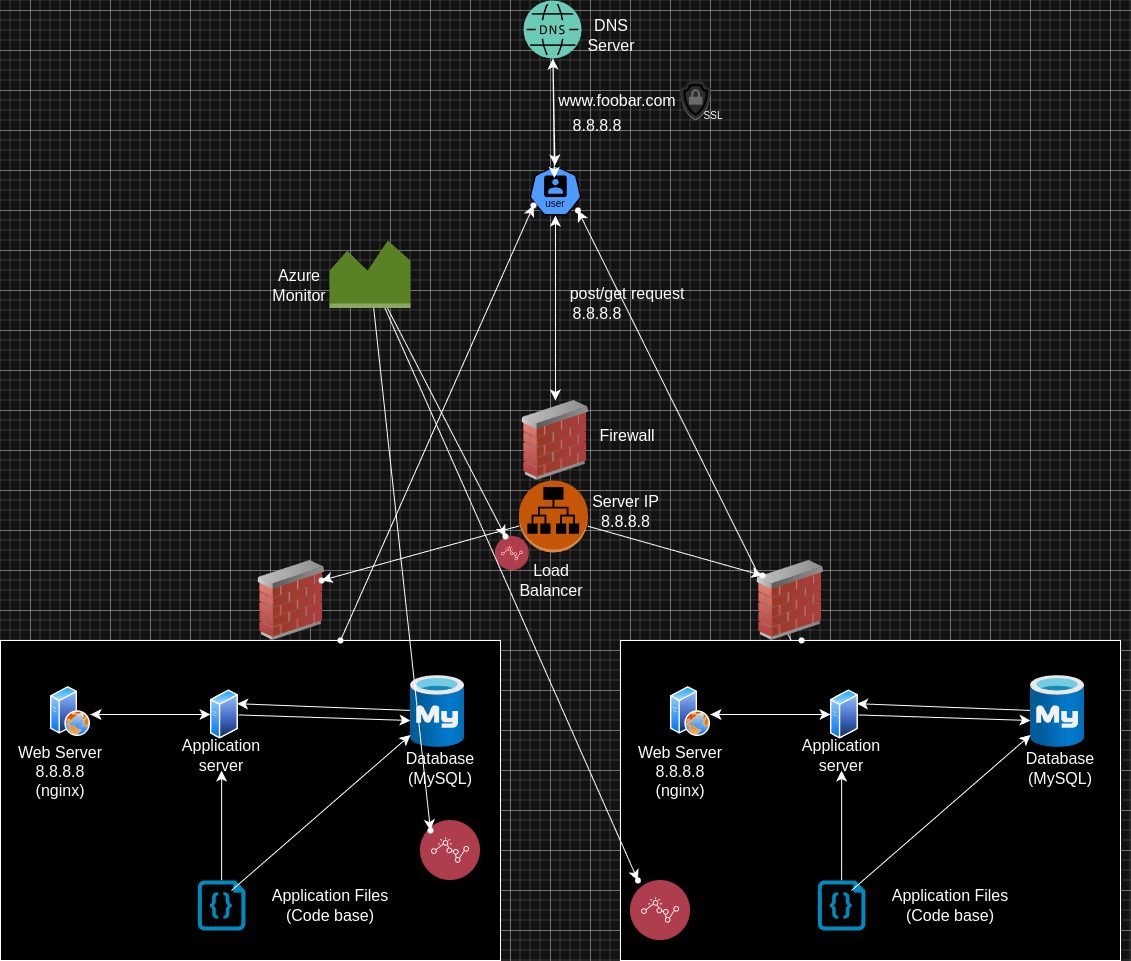 DNS
DNS
Server
www.foobar.com
SSL
8.8.8.8
user
Azure
Monitor
post/get request
8.8.8.8
Firewall
Server IP
8.8.8.8
Load
Balancer
My
Application
server
Web Server
8.8.8.8
(nginx)
Database
(MySQL)
{}
Application Files
(Code base)
My
Application
server
Web Server
8.8.8.8
(nginx)
Database
(MySQL)
{}
Application Files
(Code base)